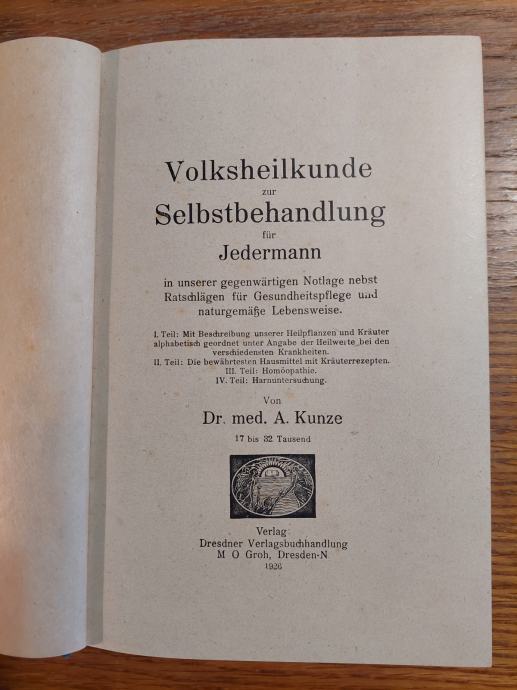 Volksheilkunde
zur
Selbstbehandlung
für
Jedermann
in unserer gegenwärtigen Notlage nebst
Ratschlägen für Gesundheitspflege und
naturgemäße Lebensweise.
I. Teil: Mit Beschreibung unserer Heilpflanzen und Kräuter
alphabetisch geordnet unter Angabe der Heilwerte bei den
verschiedensten Krankheiten.
II. Teil: Die bewährtesten Hausmittel mit Kräuterrezepten.
III. Teil: Homöopathie.
IV. Teil: Harnuntersuchung.
Von
Dr. med. A. Kunze
17 bis 32 Tausend
Verlag
Dresdner Verlagsbuchhandlung
M O Groh, Dresden-N
1926